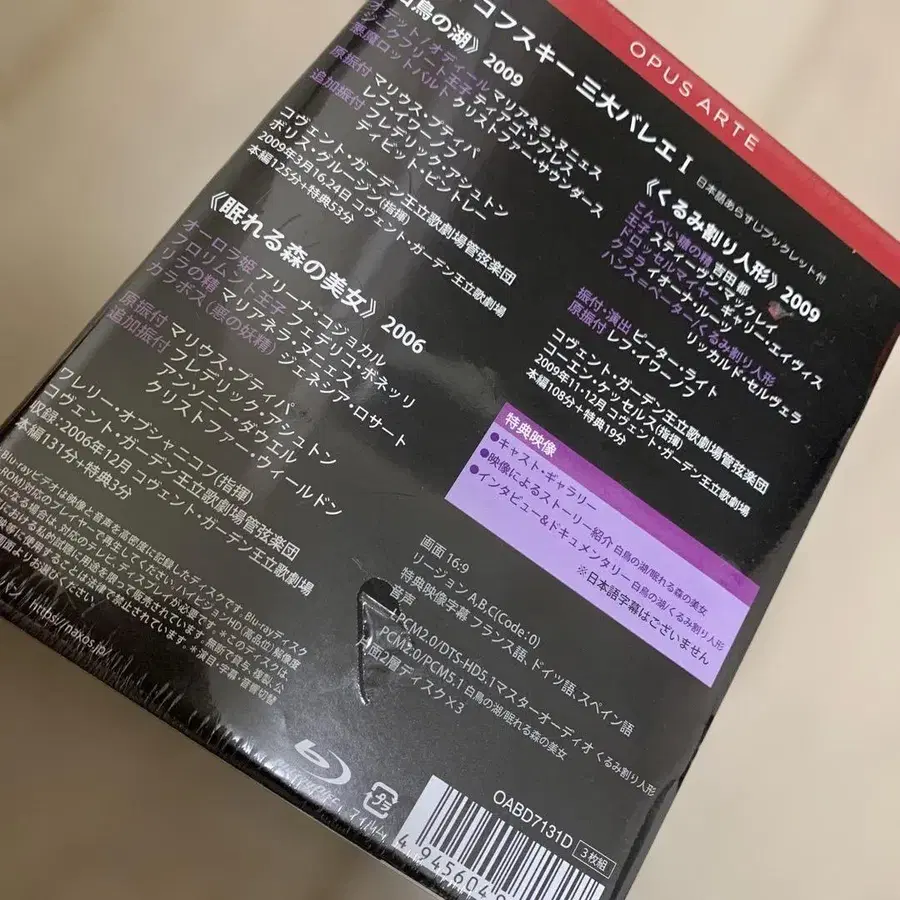 OPUS ARTE
コフスキー 三大バレエ I 日本語あらすじブックレット付
白鳥の湖》 2009
オデット/オディール マリアネラ・ヌニェス
ジークフリート王子 ティアゴ・ソアレス
悪魔ロットバルト クリストファー・サウンダース
原振付 マリウス・プティパ
レフ・イワーノフ
追加振付 フレデリック・アシュトン
デイビッド・ビントレー
ボリス・グルージン(指揮)
コヴェント・ガーデン王立歌劇場管弦楽団
2009年3月16,24日 コヴェント・ガーデン王立歌劇場
本編125分+特典53分
《眠れる森の美女》 2006
オーロラ姫 アリーナ・コジョカル
フロリモント王子 フェデリコ・ボネッリ
リラの精 マリアネラ・ヌニェス
カラボス(悪の妖精) ジェネシア・ロサート
原振付 マリウス・プティパ
追加振付 フレデリック・アシュトン
アンソニー・ダウエル
クリストファー・ウィールドン
ワレリー・オブシャニコフ(指揮)
コヴェント・ガーデン王立歌劇場管弦楽団
収録:2006年12月 コヴェント・ガーデン王立歌劇場
本編131分+特典3分
《くるみ割り人形》 2009
こんぺい糖の精 吉田 都
王子 スティーヴン・マックレイ
ドロッセルマイヤー ギャリー・エイヴィス
クララ イオーナ・ルーツ
ハンス=ペーター/くるみ割り人形 リッカルド・セルヴェラ
振付・演出 ピーター・ライト
原振付 レフ・イワーノフ
コーエン・ケッセルス(指揮)
コヴェント・ガーデン王立歌劇場管弦楽団
2009年11・12月 コヴェント・ガーデン王立歌劇場
本編108分+特典19分
特典映像
●キャスト・ギャラリー
●映像によるストーリー紹介 白鳥の湖/眠れる森の美女
●インタビュー&ドキュメンタリー 白鳥の湖/くるみ割り人形
※日本語字幕はございません
画面 16:9
リージョン A,B,C(Code:0)
特典映像字幕 フランス語、ドイツ語、スペイン語
音声
LPCM2.0/DTS-HD5.1マスターオーディオ くるみ割り人形
PCM2.0/PCM5.1 白鳥の湖/眠れる森の美女
面2層ディスク×3
Blu-rayビデオは映像と音声を高密度に記録したディスクです。
https://naxos.jp/
プラ
OABD7131D
3枚組
4 945604